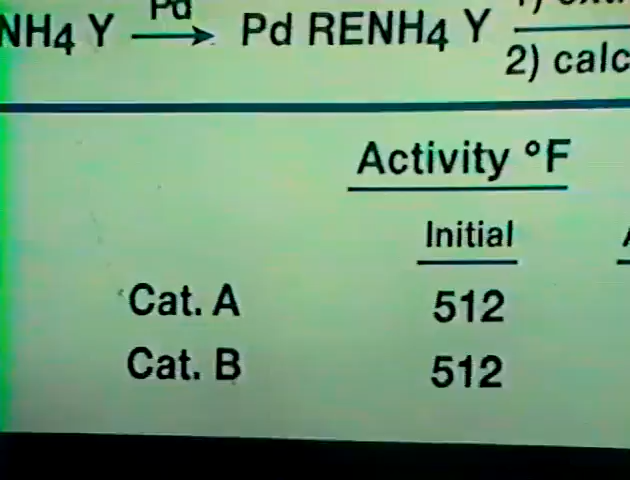 Pd
NH4 Y → Pd RENH4 Y
2) calc
Activity °F
Initial
Cat. A 512
Cat. B 512